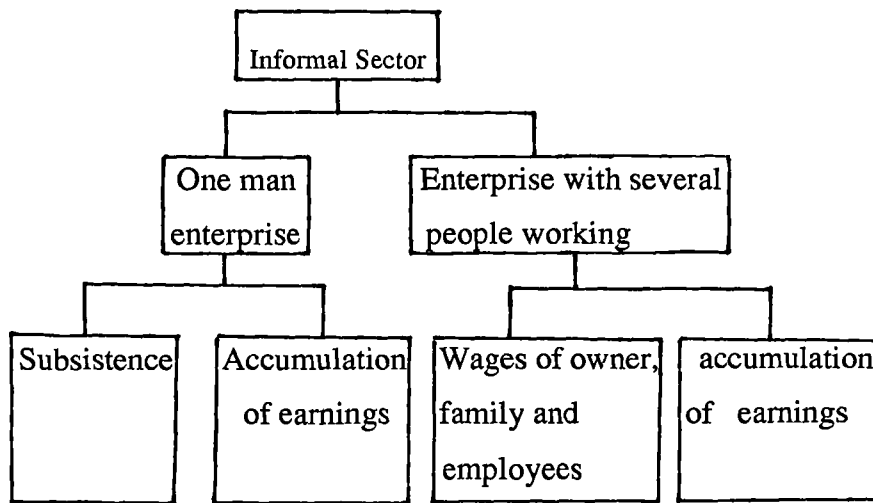 Informal Sector
One man
enterprise
Enterprise with several
people working
Subsistence
Accumulation
of earnings
Wages of owner,
family and
employees
accumulation
of earnings